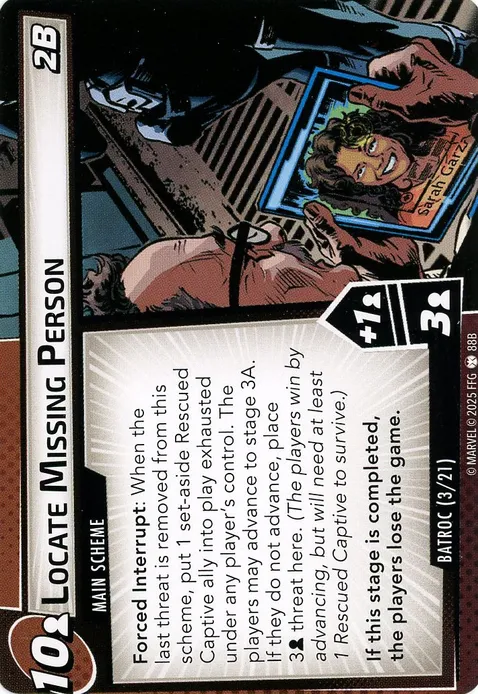 10 LOCATE MISSING PERSON 2B
MAIN SCHEME
Forced Interrupt: When the
last threat is removed from this
scheme, put 1 set-aside Rescued
Captive ally into play exhausted
under any player's control. The
players may advance to stage 3A.
If they do not advance, place
3 threat here. (The players win by
advancing, but will need at least
1 Rescued Captive to survive.)
If this stage is completed,
the players lose the game.
+1
3
BATROC (3/21)
© MARVEL © 2025 FFG 88B
Sarah Garza